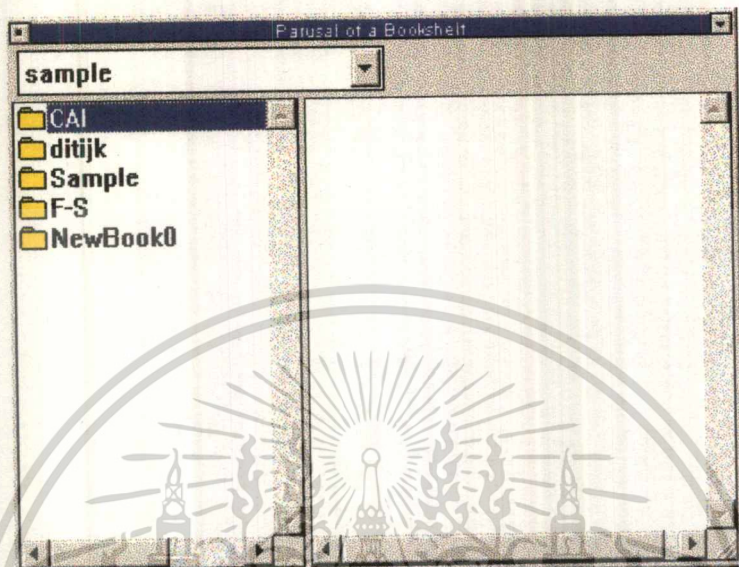 Parusal of a Bookshelf
sample
CAI
ditijk
Sample
F-S
NewBook0